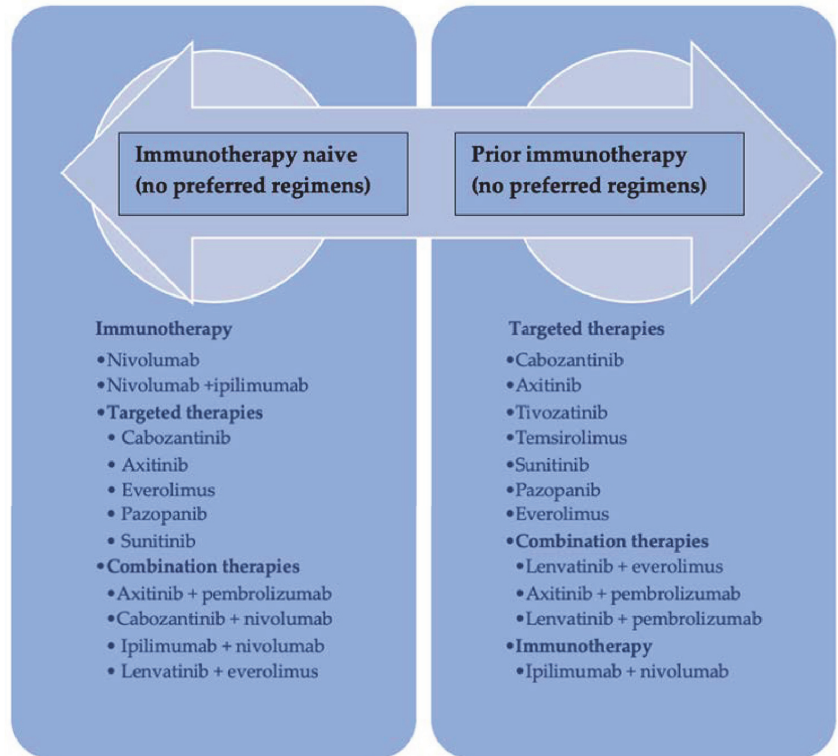 Immunotherapy naive
(no preferred regimens)
Immunotherapy
•Nivolumab
•Nivolumab +ipilimumab
•Targeted therapies
• Cabozantinib
• Axitinib
• Everolimus
• Pazopanib
• Sunitinib
•Combination therapies
•Axitinib + pembrolizumab
•Cabozantinib + nivolumab
• Ipilimumab + nivolumab
• Lenvatinib + everolimus
Prior immunotherapy
(no preferred regimens)
Targeted therapies
•Cabozantinib
•Axitinib
•Tivozatinib
•Temsirolimus
•Sunitinib
•Pazopanib
•Everolimus
•Combination therapies
•Lenvatinib + everolimus
•Axitinib + pembrolizumab
•Lenvatinib + pembrolizumab
•Immunotherapy
•Ipilimumab + nivolumab